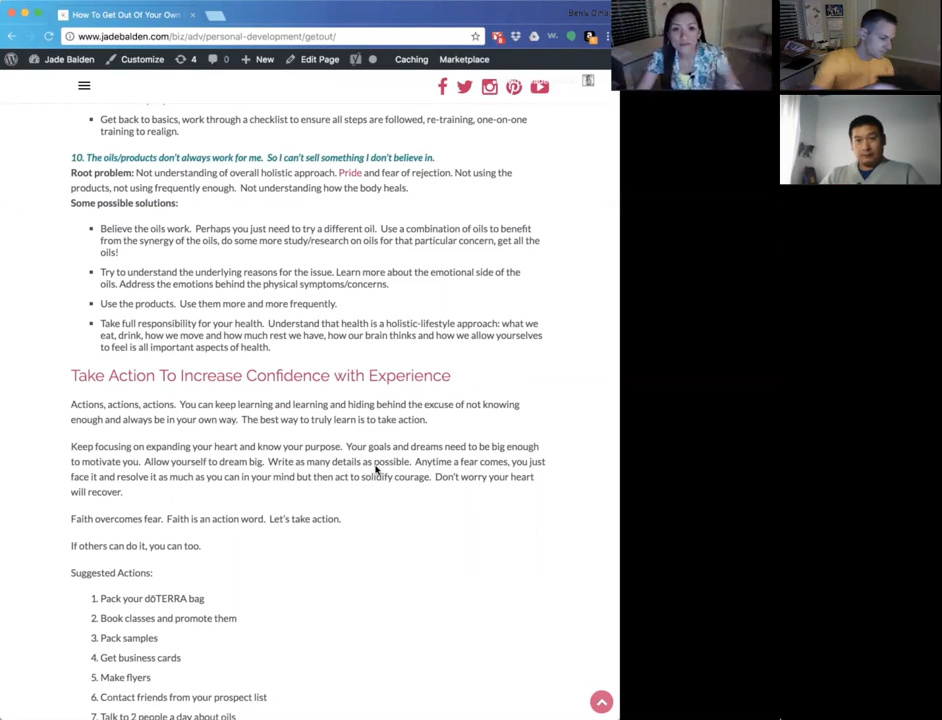 How To Get Out Of Your Own
www.jadebalden.com/biz/adv/personal-development/getout/
Jade Balden Customize 4 0 New Edit Page Caching Marketplace
Get back to basics, work through a checklist to ensure all steps are followed, re-training, one-on-one
training to realign.
10. The oils/products don't always work for me. So I can't sell something I don't believe in.
Root problem: Not understanding of overall holistic approach. Pride and fear of rejection. Not using the
products, not using frequently enough. Not understanding how the body heals.
Some possible solutions:
Believe the oils work. Perhaps you just need to try a different oil. Use a combination of oils to benefit
from the synergy of the oils, do some more study/research on oils for that particular concern, get all the
oils!
Try to understand the underlying reasons for the issue. Learn more about the emotional side of the
oils. Address the emotions behind the physical symptoms/concerns.
Use the products. Use them more and more frequently.
Take full responsibility for your health. Understand that health is a holistic-lifestyle approach: what we
eat, drink, how we move and how much rest we have, how our brain thinks and how we allow yourselves
to feel is all important aspects of health.
Take Action To Increase Confidence with Experience
Actions, actions, actions. You can keep learning and learning and hiding behind the excuse of not knowing
enough and always be in your own way. The best way to truly learn is to take action.
Keep focusing on expanding your heart and know your purpose. Your goals and dreams need to be big enough
to motivate you. Allow yourself to dream big. Write as many details as possible. Anytime a fear comes, you just
face it and resolve it as much as you can in your mind but then act to solidify courage. Don't worry your heart
will recover.
Faith overcomes fear. Faith is an action word. Let's take action.
If others can do it, you can too.
Suggested Actions:
1. Pack your dōTERRA bag
2. Book classes and promote them
3. Pack samples
4. Get business cards
5. Make flyers
6. Contact friends from your prospect list
7. Talk to 2 people a day about oils